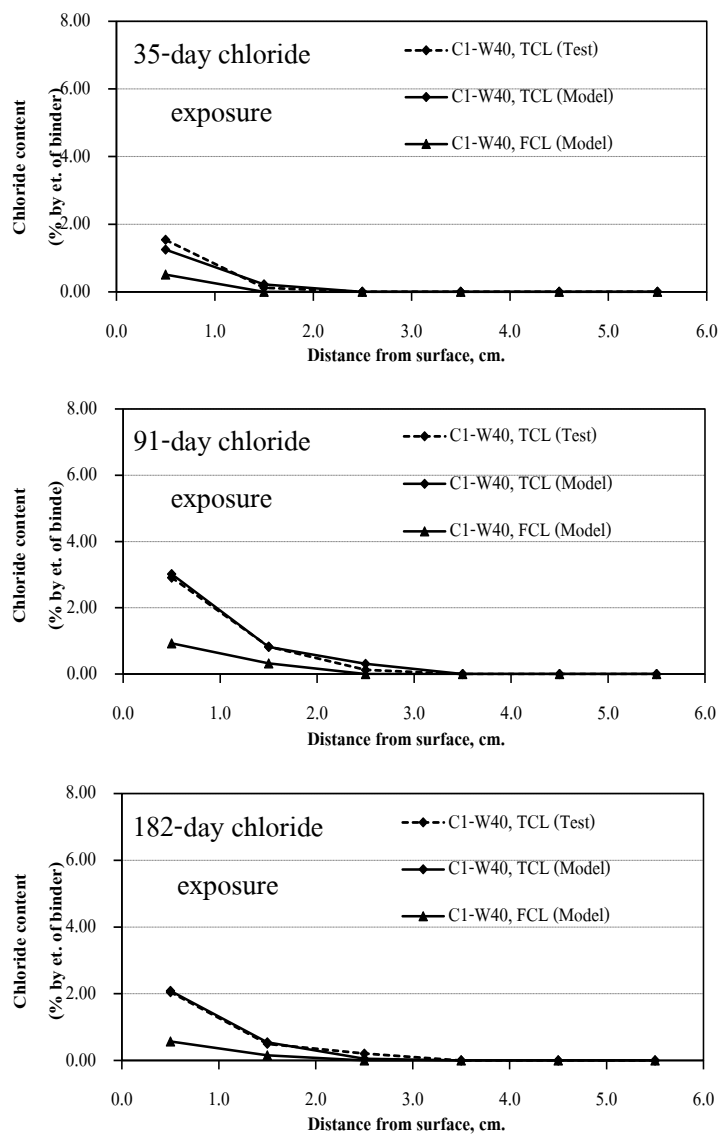 8.00
35-day chloride
exposure
C1-W40, TCL (Test)
C1-W40, TCL (Model)
C1-W40, FCL (Model)
6.00
4.00
2.00
0.00
Chloride content
(% by et. of binder)
0.0 1.0 2.0 3.0 4.0 5.0 6.0
Distance from surface, cm.
8.00
91-day chloride
exposure
C1-W40, TCL (Test)
C1-W40, TCL (Model)
C1-W40, FCL (Model)
6.00
4.00
2.00
0.00
Chloride content
(% by et. of binde)
0.0 1.0 2.0 3.0 4.0 5.0 6.0
Distance from surface, cm.
8.00
182-day chloride
exposure
C1-W40, TCL (Test)
C1-W40, TCL (Model)
C1-W40, FCL (Model)
6.00
4.00
2.00
0.00
Chloride content
(% by et. of binder)
0.0 1.0 2.0 3.0 4.0 5.0 6.0
Distance from surface, cm.